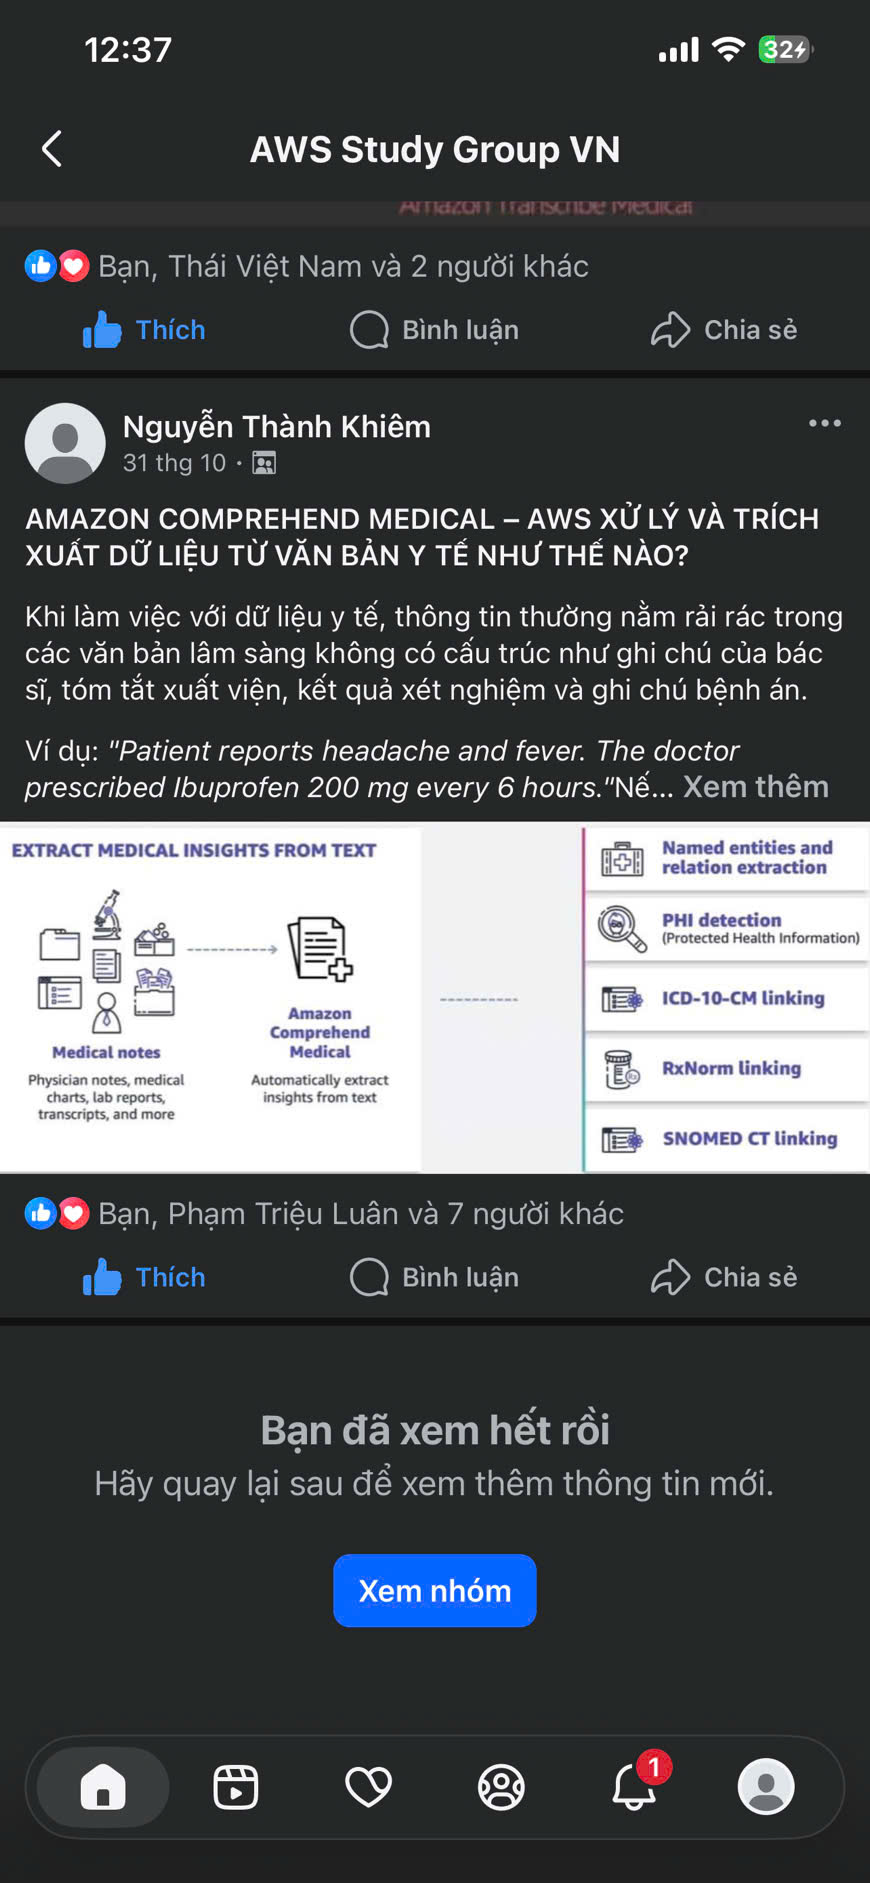 12:37
32
AWS Study Group VN
Amazon Transcribe Medical
Bạn, Thái Việt Nam và 2 người khác
Thích
Bình luận
Chia sẻ
Nguyễn Thành Khiêm
31 thg 10 ·
AMAZON COMPREHEND MEDICAL – AWS XỬ LÝ VÀ TRÍCH
XUẤT DỮ LIỆU TỪ VĂN BẢN Y TẾ NHƯ THẾ NÀO?
Khi làm việc với dữ liệu y tế, thông tin thường nằm rải rác trong
các văn bản lâm sàng không có cấu trúc như ghi chú của bác
sĩ, tóm tắt xuất viện, kết quả xét nghiệm và ghi chú bệnh án.
Ví dụ: "Patient reports headache and fever. The doctor
prescribed Ibuprofen 200 mg every 6 hours."Nế... Xem thêm
EXTRACT MEDICAL INSIGHTS FROM TEXT
Medical notes
Physician notes, medical
charts, lab reports,
transcripts, and more
Amazon
Comprehend
Medical
Automatically extract
insights from text
Named entities and
relation extraction
PHI detection
(Protected Health Information)
ICD-10-CM linking
RxNorm linking
SNOMED CT linking
Bạn, Phạm Triệu Luân và 7 người khác
Thích
Bình luận
Chia sẻ
Bạn đã xem hết rồi
Hãy quay lại sau để xem thêm thông tin mới.
Xem nhóm
1